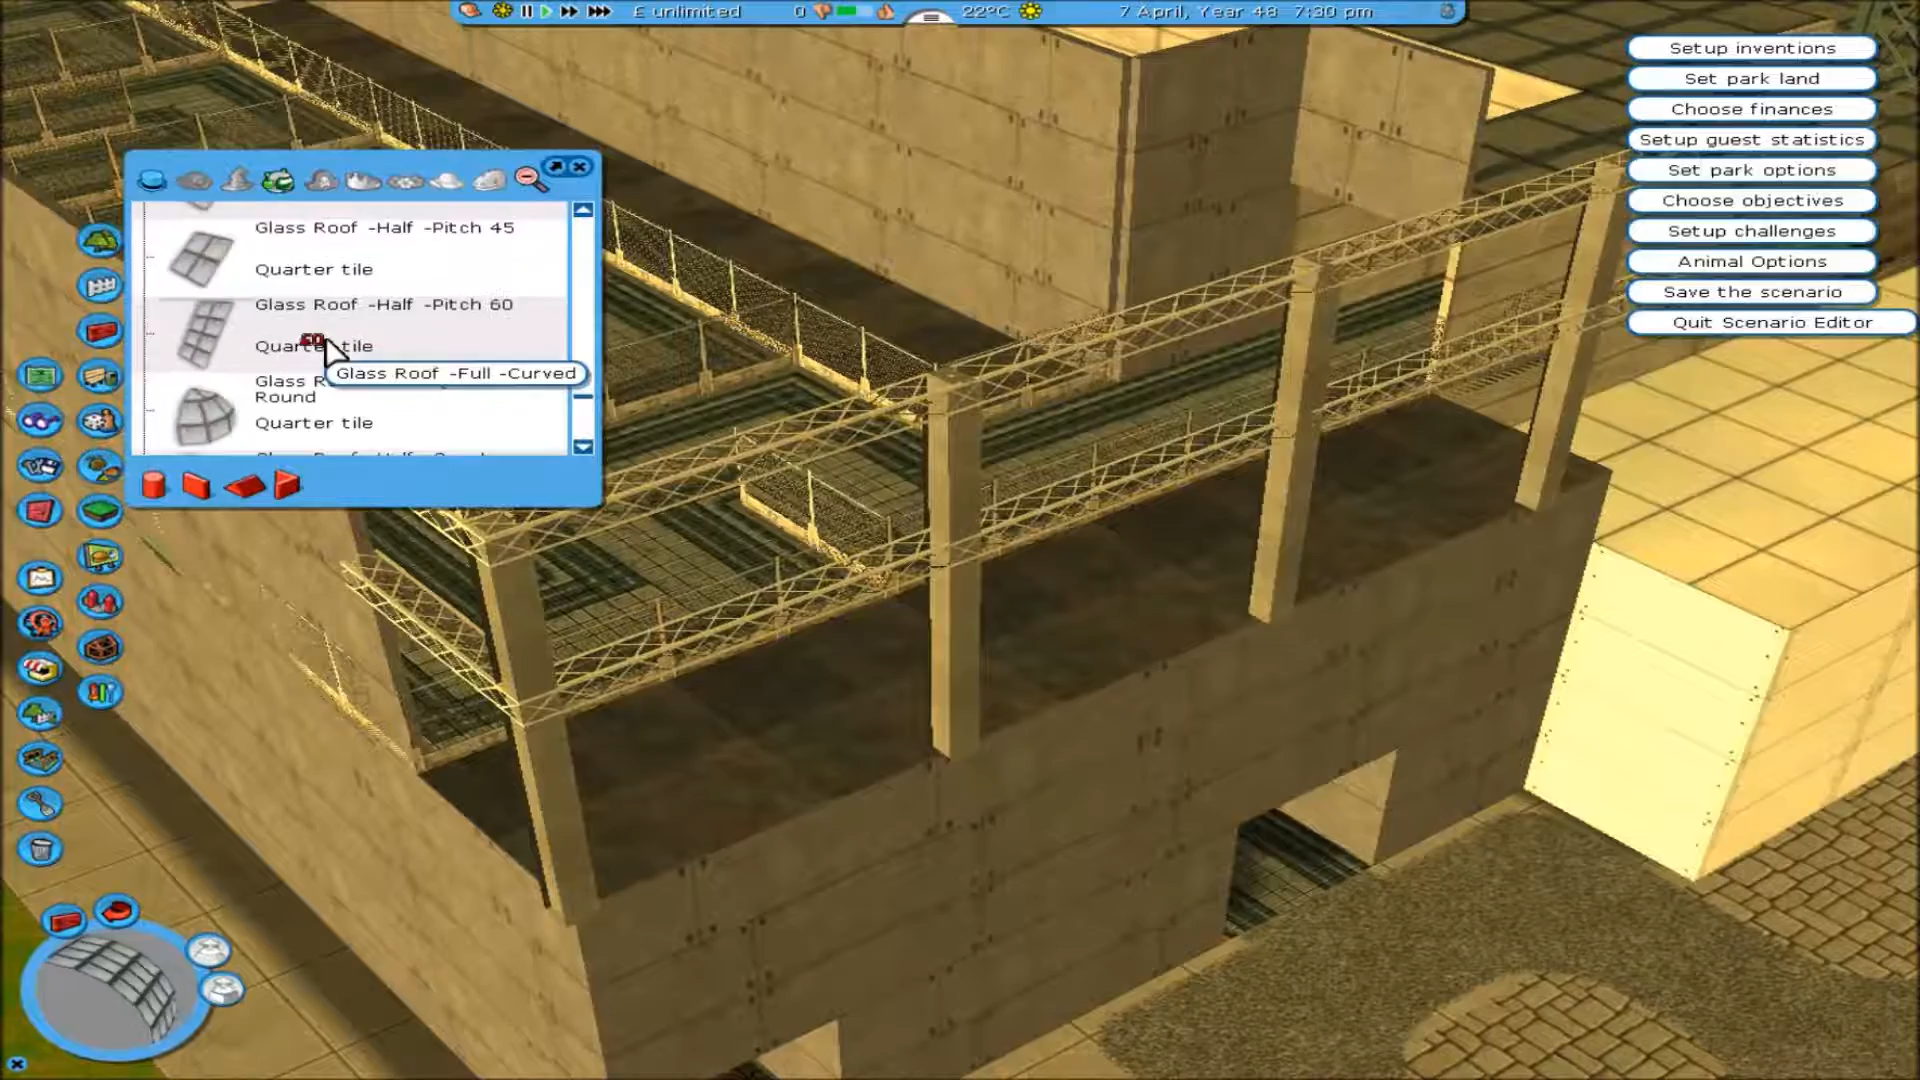 £ unlimited 0 22°C 7 April, Year 48 7:30 pm
Setup inventions
Set park land
Choose finances
Setup guest statistics
Set park options
Choose objectives
Setup challenges
Animal Options
Save the scenario
Quit Scenario Editor
Glass Roof -Half -Pitch 45
Quarter tile
Glass Roof -Half -Pitch 60
Quarter tile
Glass Roof -Full -Curved
Glass R
Round
Quarter tile